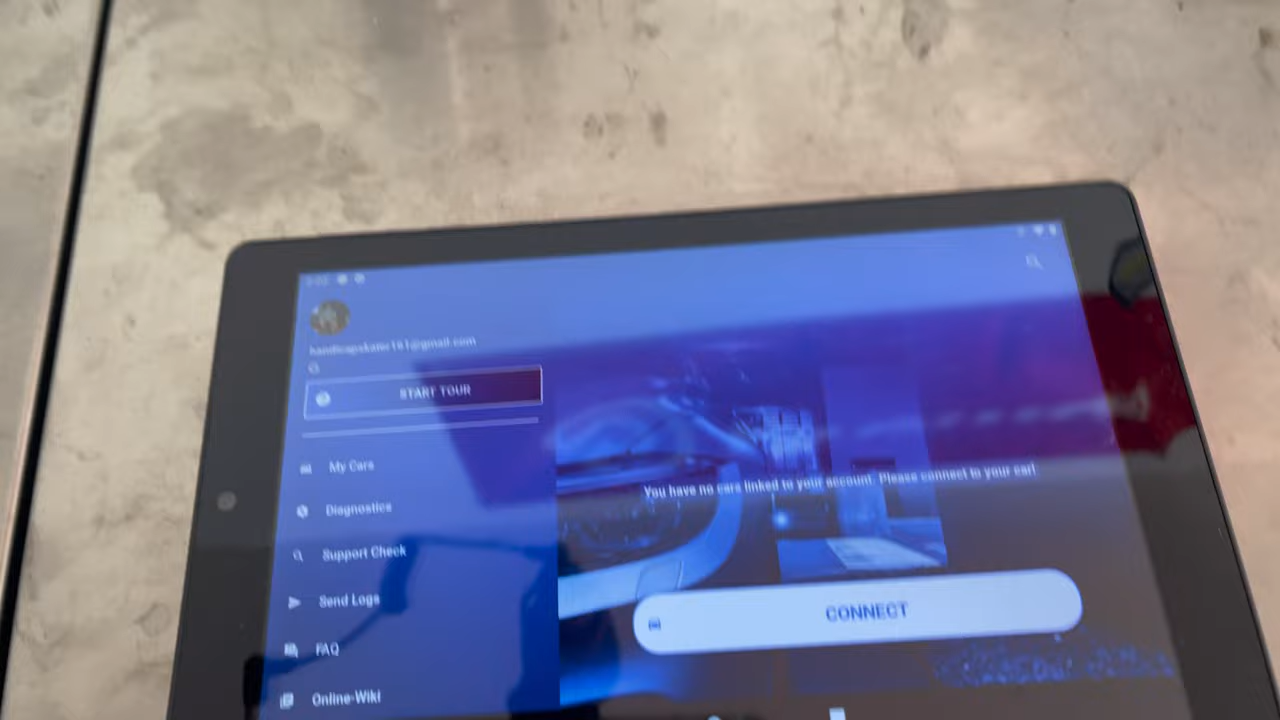 START TOUR
My Cars
Diagnostics
Support Check
Send Logs
FAQ
Online-Wiki
You have no cars linked to your account. Please connect to your car!
CONNECT